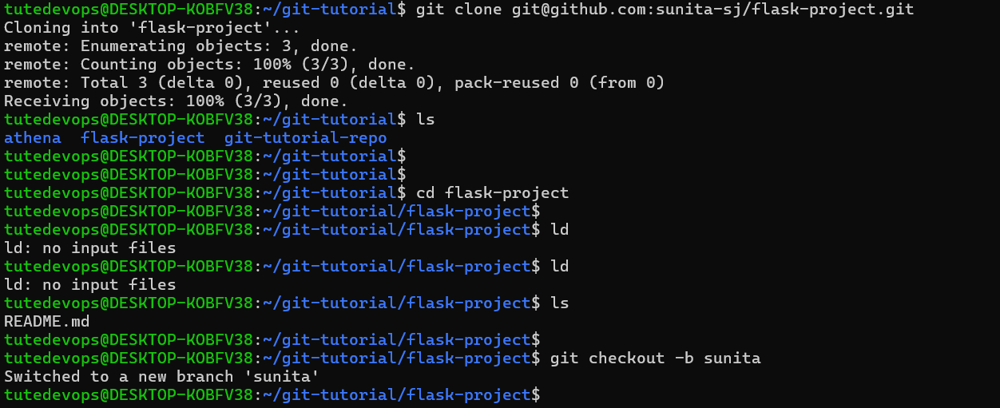 tutedevops@DESKTOP-KOBFV38:~/git-tutorial$ git clone git@github.com:sunita-sj/flask-project.git
Cloning into 'flask-project'...
remote: Enumerating objects: 3, done.
remote: Counting objects: 100% (3/3), done.
remote: Total 3 (delta 0), reused 0 (delta 0), pack-reused 0 (from 0)
Receiving objects: 100% (3/3), done.
tutedevops@DESKTOP-KOBFV38:~/git-tutorial$ ls
athena  flask-project  git-tutorial-repo
tutedevops@DESKTOP-KOBFV38:~/git-tutorial$
tutedevops@DESKTOP-KOBFV38:~/git-tutorial$
tutedevops@DESKTOP-KOBFV38:~/git-tutorial$ cd flask-project
tutedevops@DESKTOP-KOBFV38:~/git-tutorial/flask-project$
tutedevops@DESKTOP-KOBFV38:~/git-tutorial/flask-project$ ld
ld: no input files
tutedevops@DESKTOP-KOBFV38:~/git-tutorial/flask-project$ ld
ld: no input files
tutedevops@DESKTOP-KOBFV38:~/git-tutorial/flask-project$ ls
README.md
tutedevops@DESKTOP-KOBFV38:~/git-tutorial/flask-project$
tutedevops@DESKTOP-KOBFV38:~/git-tutorial/flask-project$ git checkout -b sunita
Switched to a new branch 'sunita'
tutedevops@DESKTOP-KOBFV38:~/git-tutorial/flask-project$